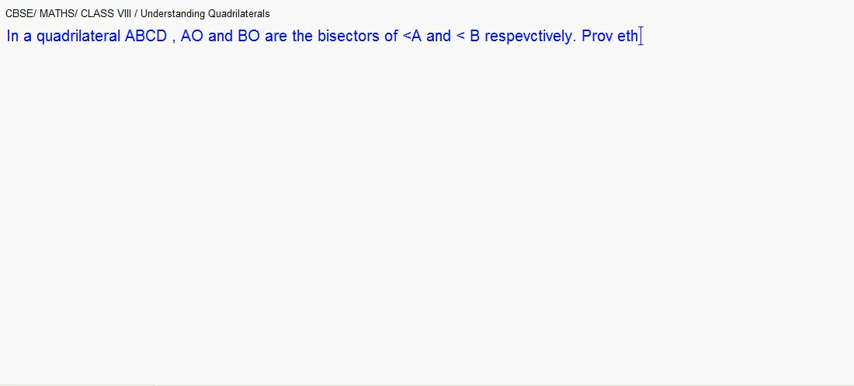 CBSE/ MATHS/ CLASS VIII / Understanding Quadrilaterals
In a quadrilateral ABCD , AO and BO are the bisectors of <A and < B respevctively. Prov eth